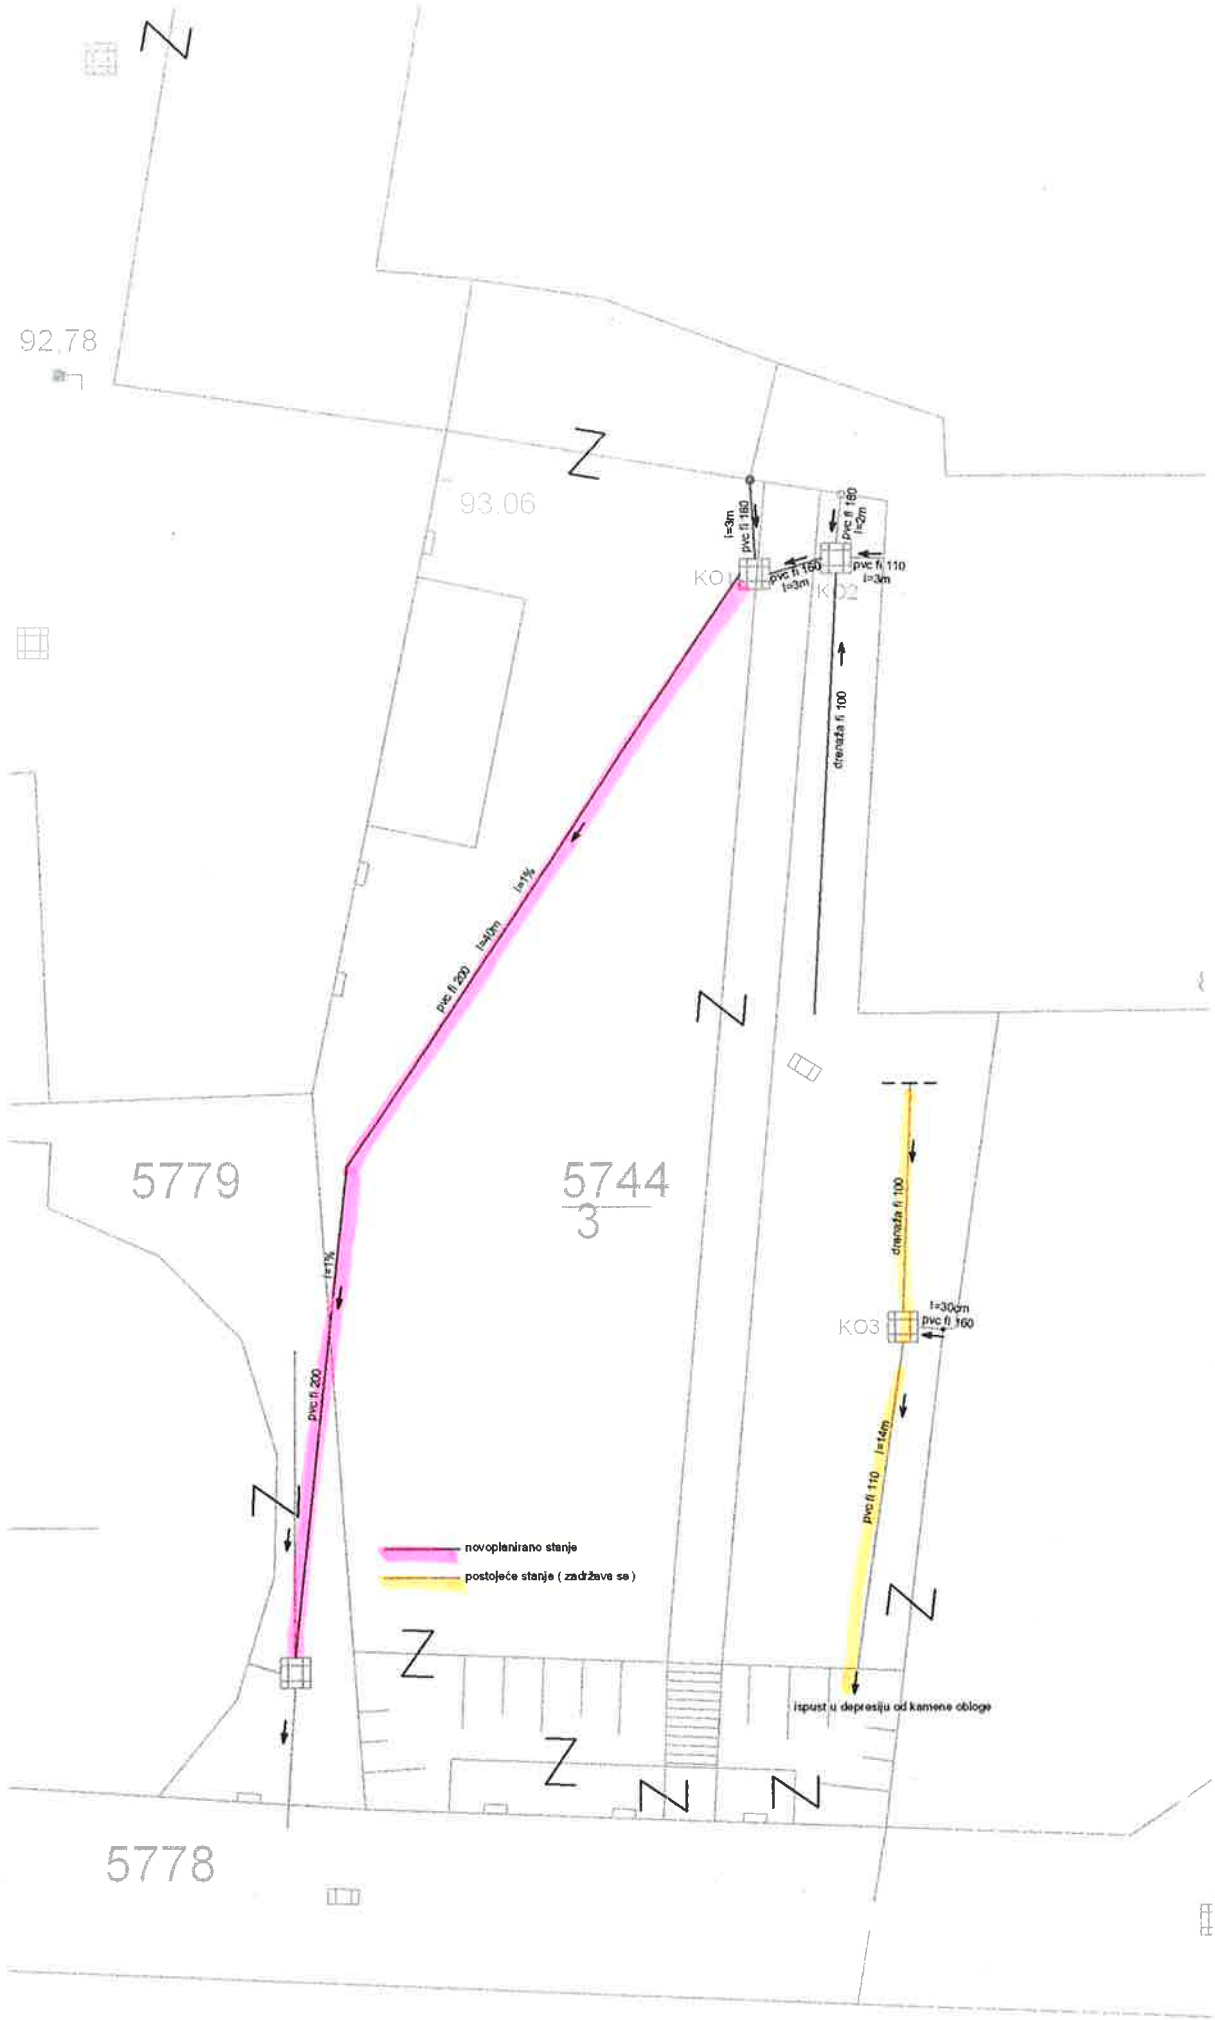 92.78
93.06
l=3m
pvc fi 160
pvc fi 160
l=2m
KO1
pvc fi 160
l=3m
KO2
pvc fi 110
l=3m
drenaža fi 100
i=1%
l=40m
pvc fi 200
5779
5744
3
drenaža fi 100
i=1%
KO3
l=30cm
pvc fi 160
pvc fi 200
l=14m
pvc fi 110
novoplanirano stanje
postojeće stanje ( zadržava se )
ispust u depresiju od kamene obloge
5778